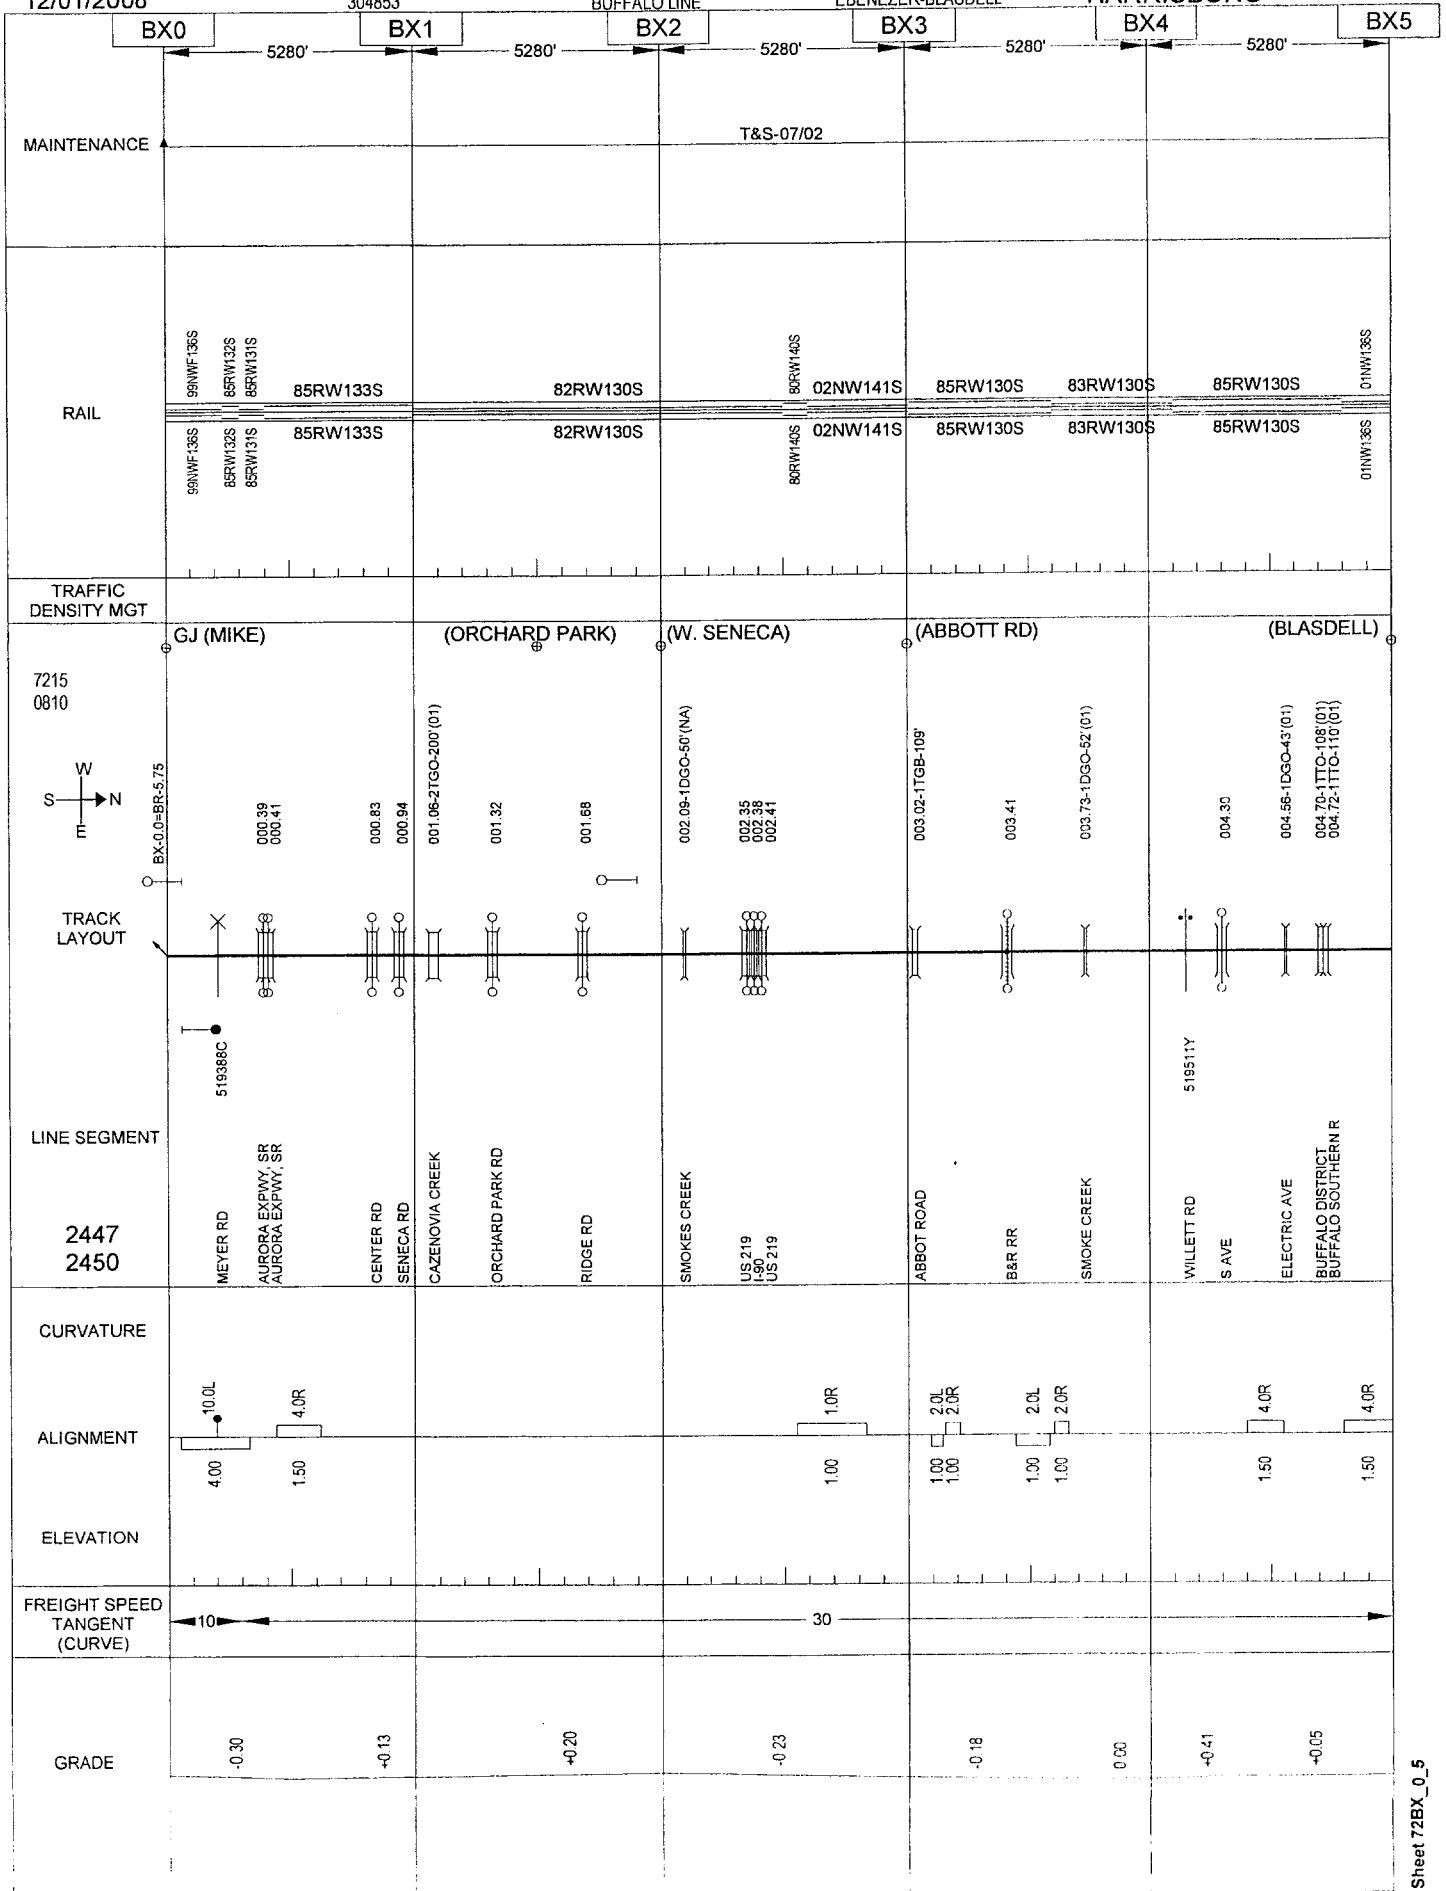 12/01/2008 304853 BUFFALO LINE EBENEZER-BLASDELL HARRISBURG
BX0 BX1 BX2 BX3 BX4 BX5
5280' 5280' 5280' 5280' 5280'
MAINTENANCE
T&S-07/02
RAIL
99NWF136S 85RW132S 85RW131S 85RW133S 82RW130S 80RW140S 02NW141S 85RW130S 83RW130S 85RW130S 01NW136S
99NWF136S 85RW132S 85RW131S 85RW133S 82RW130S 80RW140S 02NW141S 85RW130S 83RW130S 85RW130S 01NW136S
TRAFFIC
DENSITY MGT
GJ (MIKE) (ORCHARD PARK) (W. SENECA) (ABBOTT RD) (BLASDELL)
7215
0810
W
S N
E
BX-0.0=BR-5.75
000.39
000.41
000.83
000.94
001.06-2TGO-200'(01)
001.32
001.68
002.09-1DGO-50'(NA)
002.35
002.38
002.41
003.02-1TGB-109'
003.41
003.73-1DGO-52'(01)
004.30
004.56-1DGO-43'(01)
004.70-1TTO-108'(01)
004.72-1TTO-110'(01)
TRACK
LAYOUT
519388C
519511Y
LINE SEGMENT
2447
2450
MEYER RD
AURORA EXPWY, SR
AURORA EXPWY, SR
CENTER RD
SENECA RD
CAZENOVIA CREEK
ORCHARD PARK RD
RIDGE RD
SMOKES CREEK
US 219
I-90
US 219
ABBOT ROAD
B&R RR
SMOKE CREEK
WILLETT RD
S AVE
ELECTRIC AVE
BUFFALO DISTRICT
BUFFALO SOUTHERN R
CURVATURE
10.0L 4.0R 1.0R 2.0L 2.0R 2.0L 2.0R 4.0R 4.0R
ALIGNMENT
4.00 1.50 1.00 1.00 1.00 1.00 1.00 1.50 1.50
ELEVATION
FREIGHT SPEED
TANGENT
(CURVE)
10 30
GRADE
-0.30 +0.13 +0.20 -0.23 -0.18 0.00 +0.41 +0.05
Sheet 72BX_0_5